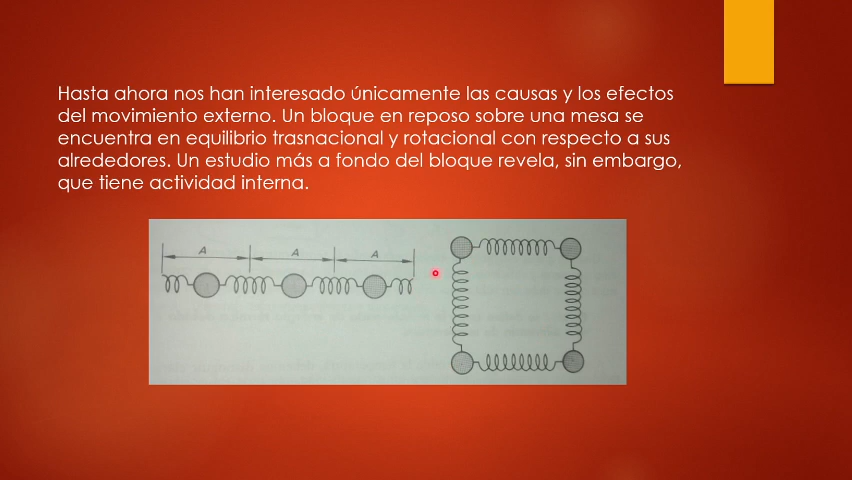 Hasta ahora nos han interesado únicamente las causas y los efectos
del movimiento externo. Un bloque en reposo sobre una mesa se
encuentra en equilibrio trasnacional y rotacional con respecto a sus
alrededores. Un estudio más a fondo del bloque revela, sin embargo,
que tiene actividad interna.
A A A